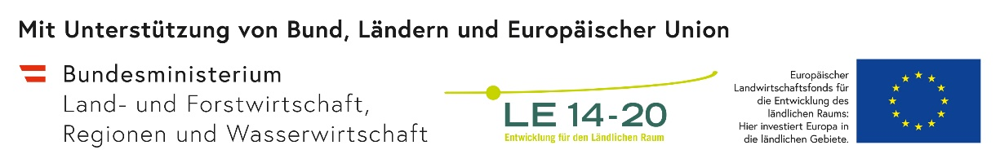 Mit Unterstützung von Bund, Ländern und Europäischer Union
Bundesministerium
Land- und Forstwirtschaft,
Regionen und Wasserwirtschaft
LE 14-20
Entwicklung für den Ländlichen Raum
Europäischer
Landwirtschaftsfonds für
die Entwicklung des
ländlichen Raums:
Hier investiert Europa in
die ländlichen Gebiete.